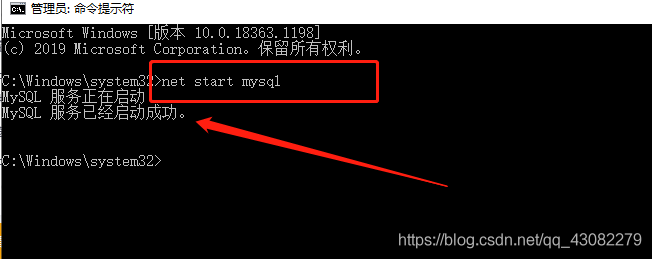 管理员: 命令提示符
Microsoft Windows [版本 10.0.18363.1198]
(c) 2019 Microsoft Corporation。保留所有权利。
C:\Windows\system32>net start mysql
MySQL 服务正在启动
MySQL 服务已经启动成功。
C:\Windows\system32>
https://blog.csdn.net/qq_43082279